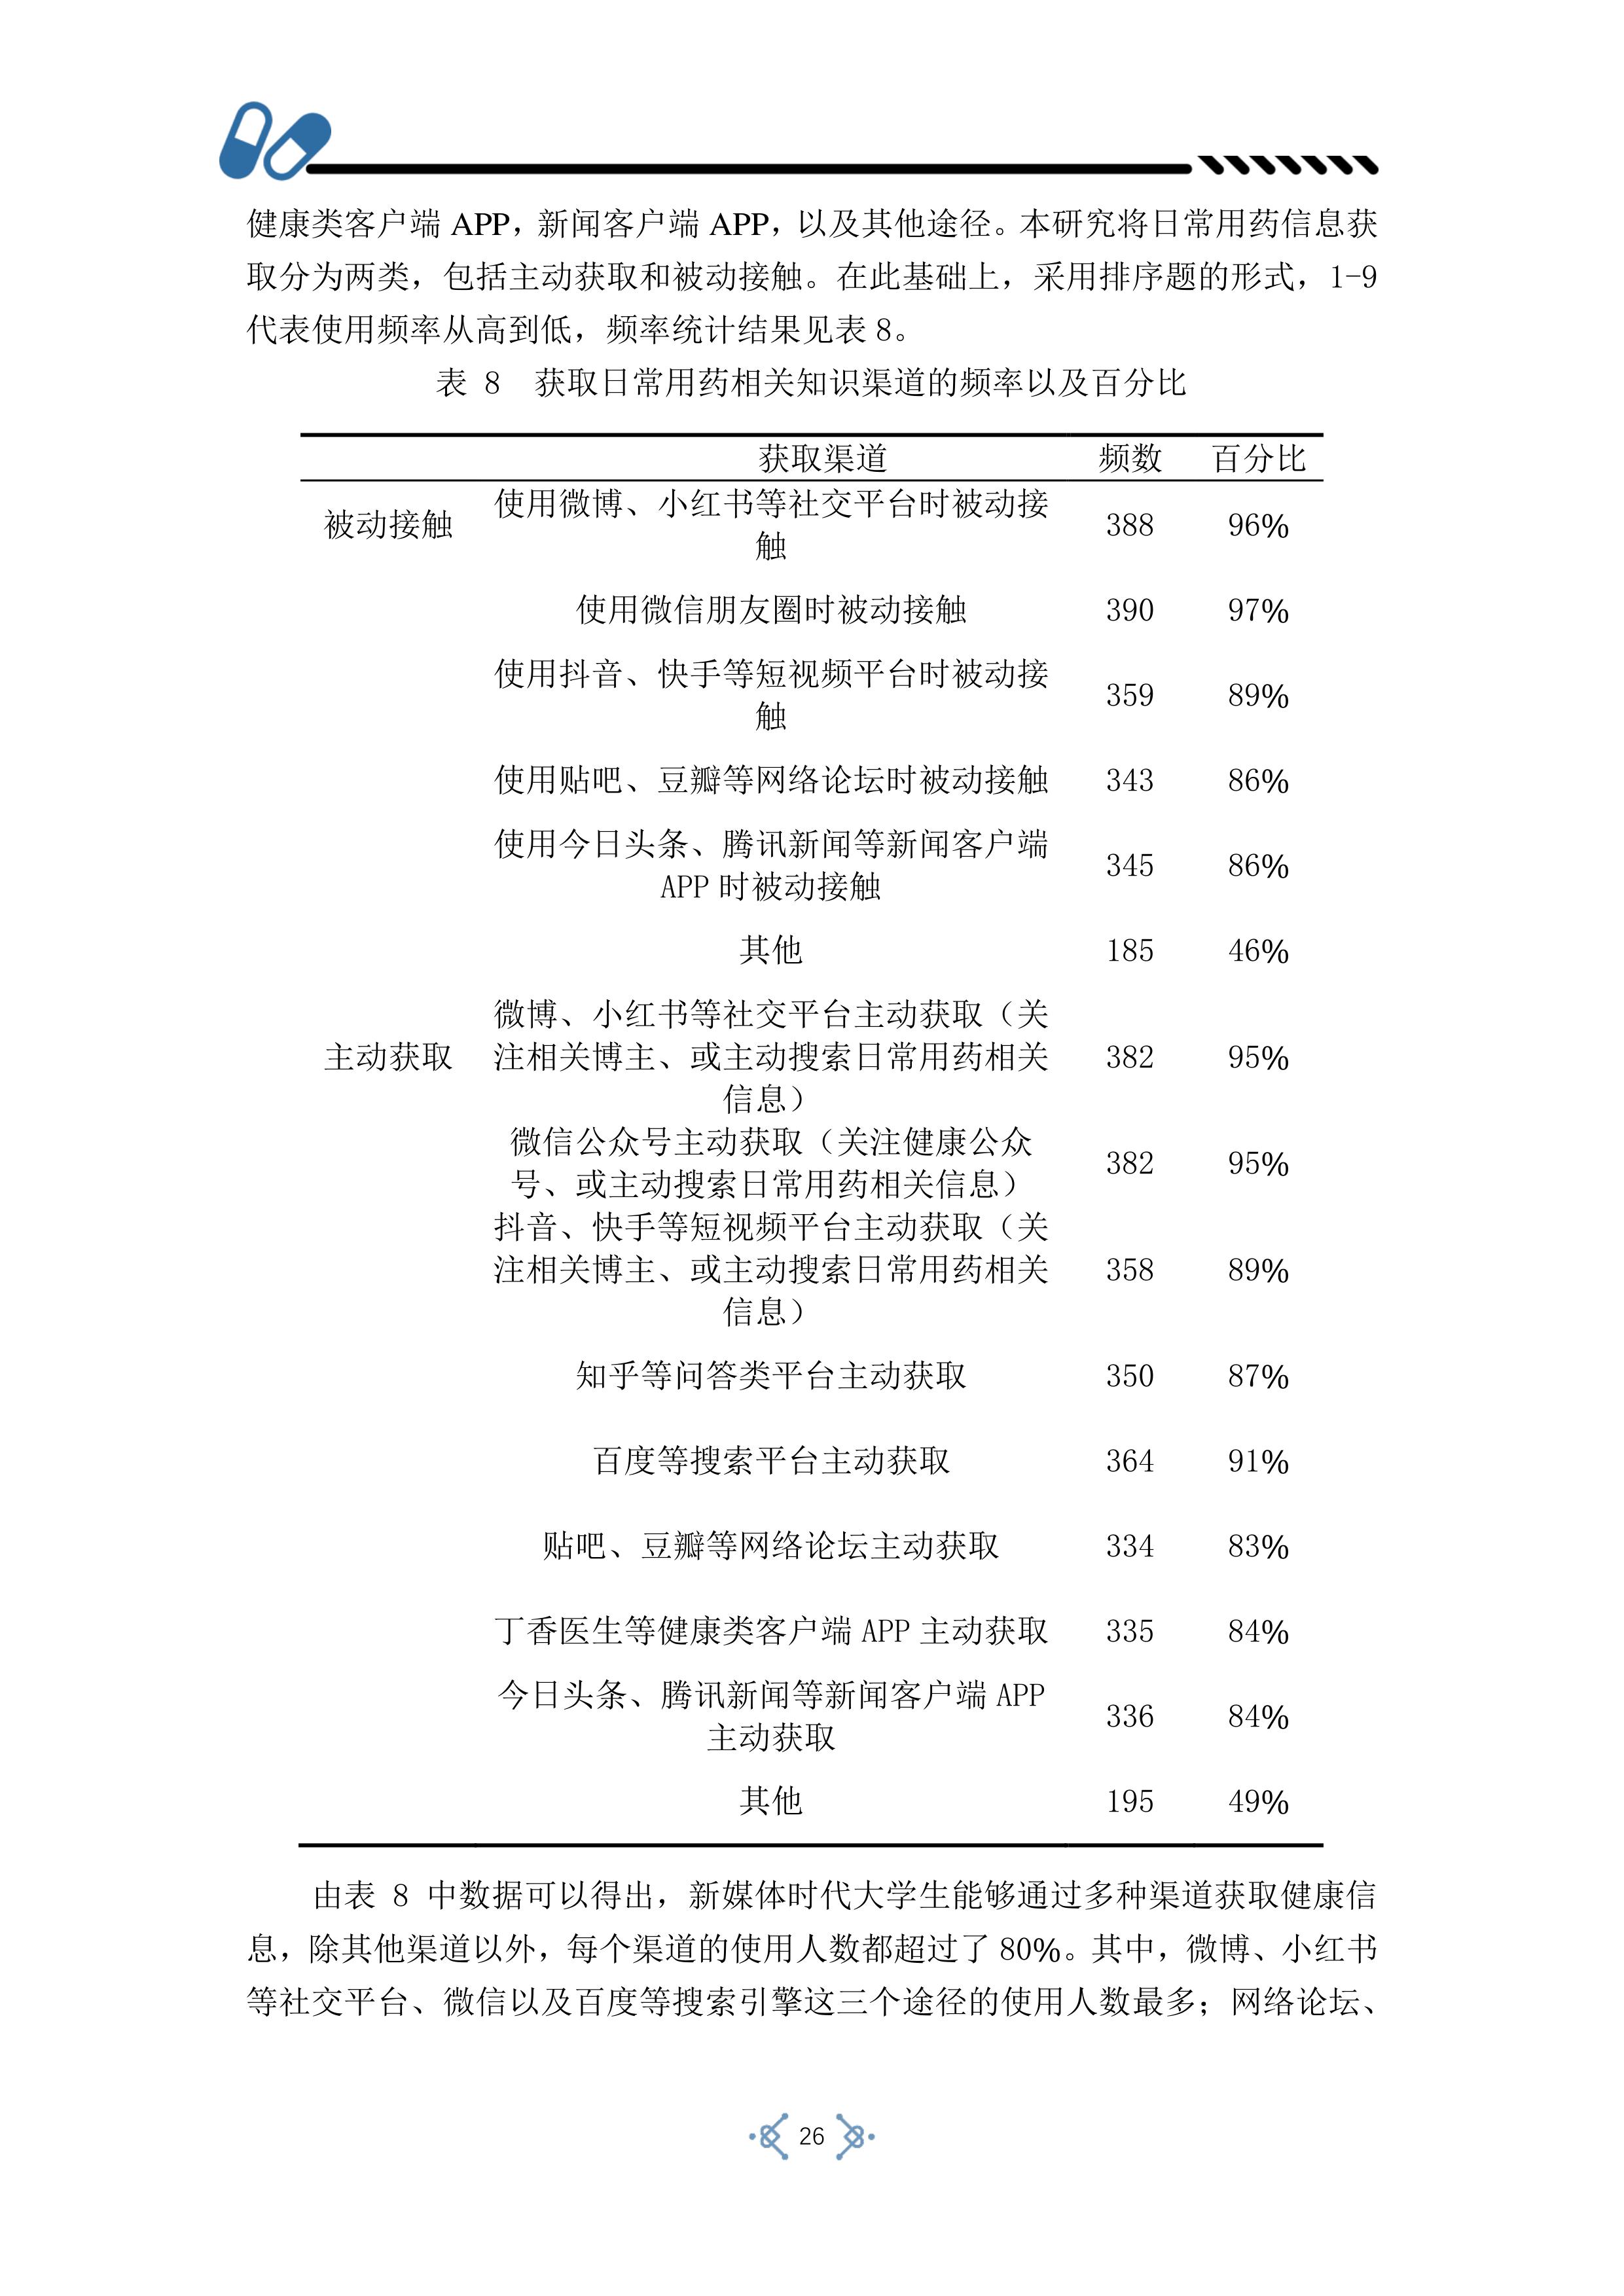 健康类客户端 APP，新闻客户端 APP，以及其他途径。本研究将日常用药信息获
取分为两类，包括主动获取和被动接触。在此基础上，采用排序题的形式，1-9
代表使用频率从高到低，频率统计结果见表 8。
表 8 获取日常用药相关知识渠道的频率以及百分比
获取渠道 频数 百分比
被动接触 使用微博、小红书等社交平台时被动接
触 388 96%
使用微信朋友圈时被动接触 390 97%
使用抖音、快手等短视频平台时被动接
触 359 89%
使用贴吧、豆瓣等网络论坛时被动接触 343 86%
使用今日头条、腾讯新闻等新闻客户端
APP 时被动接触 345 86%
其他 185 46%
微博、小红书等社交平台主动获取（关
主动获取 注相关博主、或主动搜索日常用药相关 382 95%
信息）
微信公众号主动获取（关注健康公众
号、或主动搜索日常用药相关信息） 382 95%
抖音、快手等短视频平台主动获取（关
注相关博主、或主动搜索日常用药相关 358 89%
信息）
知乎等问答类平台主动获取 350 87%
百度等搜索平台主动获取 364 91%
贴吧、豆瓣等网络论坛主动获取 334 83%
丁香医生等健康类客户端 APP 主动获取 335 84%
今日头条、腾讯新闻等新闻客户端 APP
主动获取 336 84%
其他 195 49%
由表 8 中数据可以得出，新媒体时代大学生能够通过多种渠道获取健康信
息，除其他渠道以外，每个渠道的使用人数都超过了 80%。其中，微博、小红书
等社交平台、微信以及百度等搜索引擎这三个途径的使用人数最多；网络论坛、
26